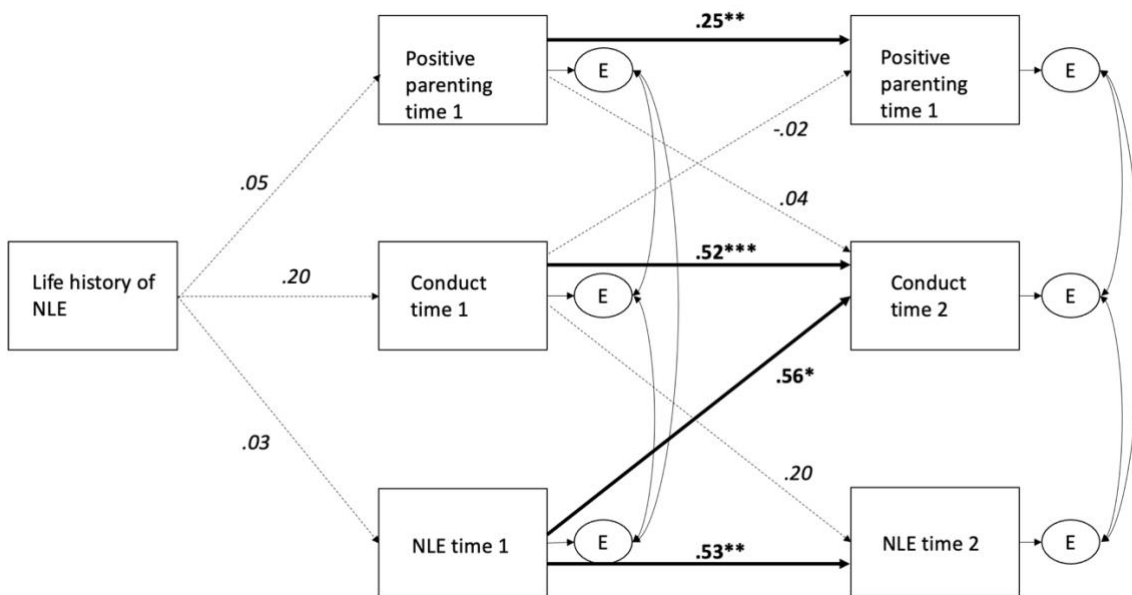 .25**
Positive
parenting
time 1
E
Positive
parenting
time 1
E
-.02
.05
.04
Life history of
NLE
.20
Conduct
time 1
E
.52***
Conduct
time 2
E
.56*
.03
.20
NLE time 1
E
.53**
NLE time 2
E